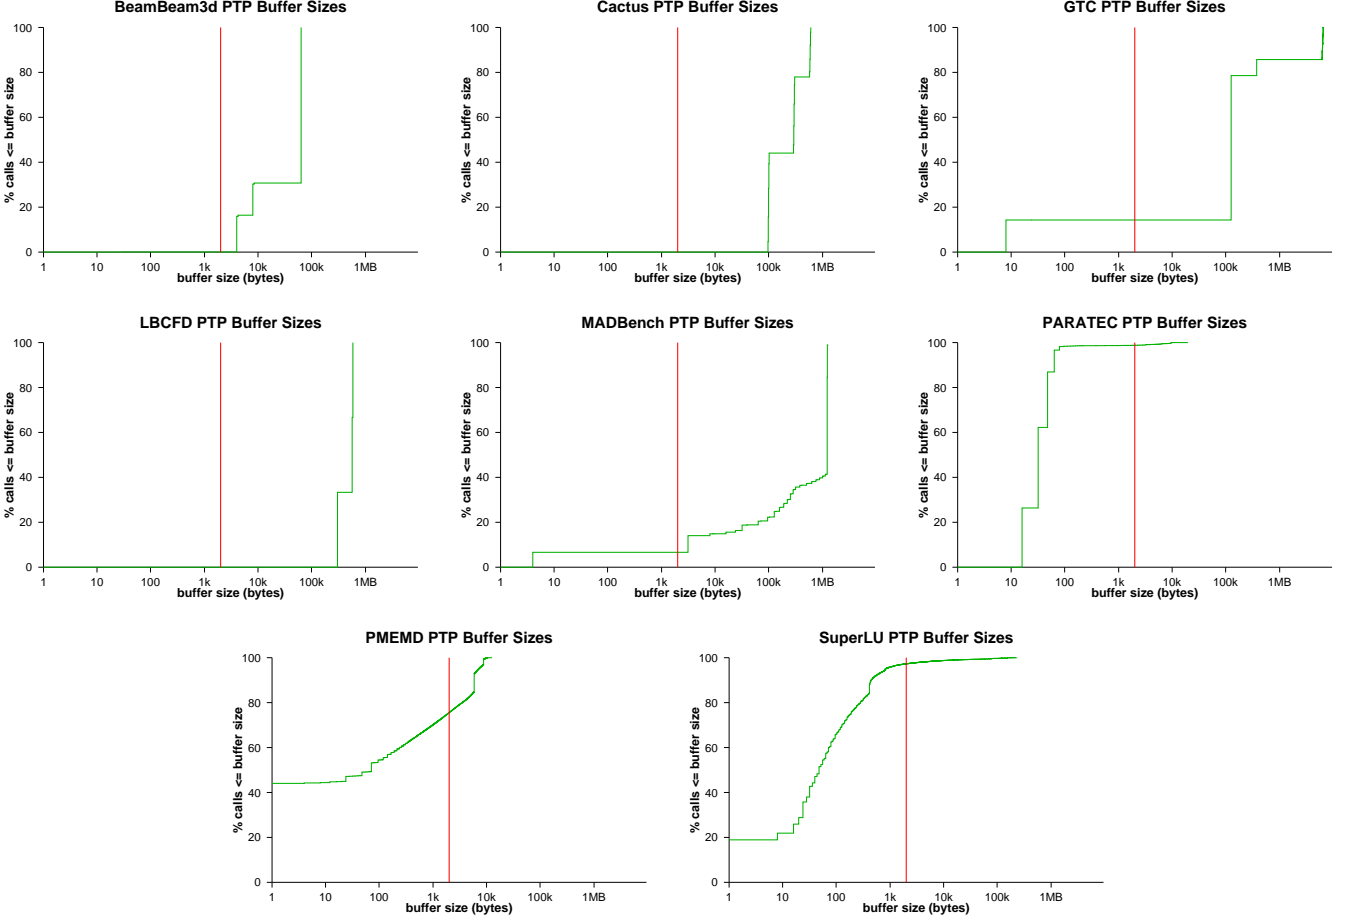 BeamBeam3d PTP Buffer Sizes
% calls <= buffer size
100
80
60
40
20
0
1 10 100 1k 10k 100k 1MB
buffer size (bytes)
Cactus PTP Buffer Sizes
% calls <= buffer size
100
80
60
40
20
0
1 10 100 1k 10k 100k 1MB
buffer size (bytes)
GTC PTP Buffer Sizes
% calls <= buffer size
100
80
60
40
20
0
1 10 100 1k 10k 100k 1MB
buffer size (bytes)
LBCFD PTP Buffer Sizes
% calls <= buffer size
100
80
60
40
20
0
1 10 100 1k 10k 100k 1MB
buffer size (bytes)
MADBench PTP Buffer Sizes
% calls <= buffer size
100
80
60
40
20
0
1 10 100 1k 10k 100k 1MB
buffer size (bytes)
PARATEC PTP Buffer Sizes
% calls <= buffer size
100
80
60
40
20
0
1 10 100 1k 10k 100k 1MB
buffer size (bytes)
PMEMD PTP Buffer Sizes
% calls <= buffer size
100
80
60
40
20
0
1 10 100 1k 10k 100k 1MB
buffer size (bytes)
SuperLU PTP Buffer Sizes
% calls <= buffer size
100
80
60
40
20
0
1 10 100 1k 10k 100k 1MB
buffer size (bytes)